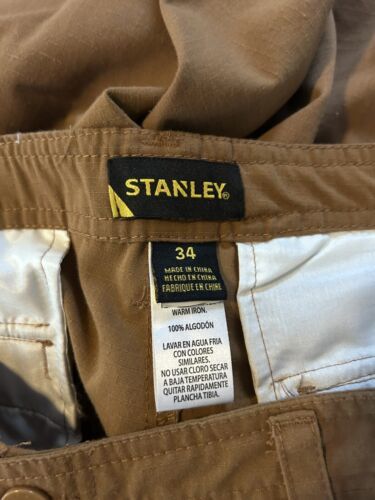 STANLEY®
34
MADE IN CHINA
HECHO EN CHINA
FABRIQUE EN CHINE
WARM IRON.
100% ALGODÓN
LAVAR EN AGUA FRIA
CON COLORES
SIMILARES.
NO USAR CLORO SECAR
A BAJA TEMPERATURA
QUITAR RAPIDAMENTE
PLANCHA TIBIA.